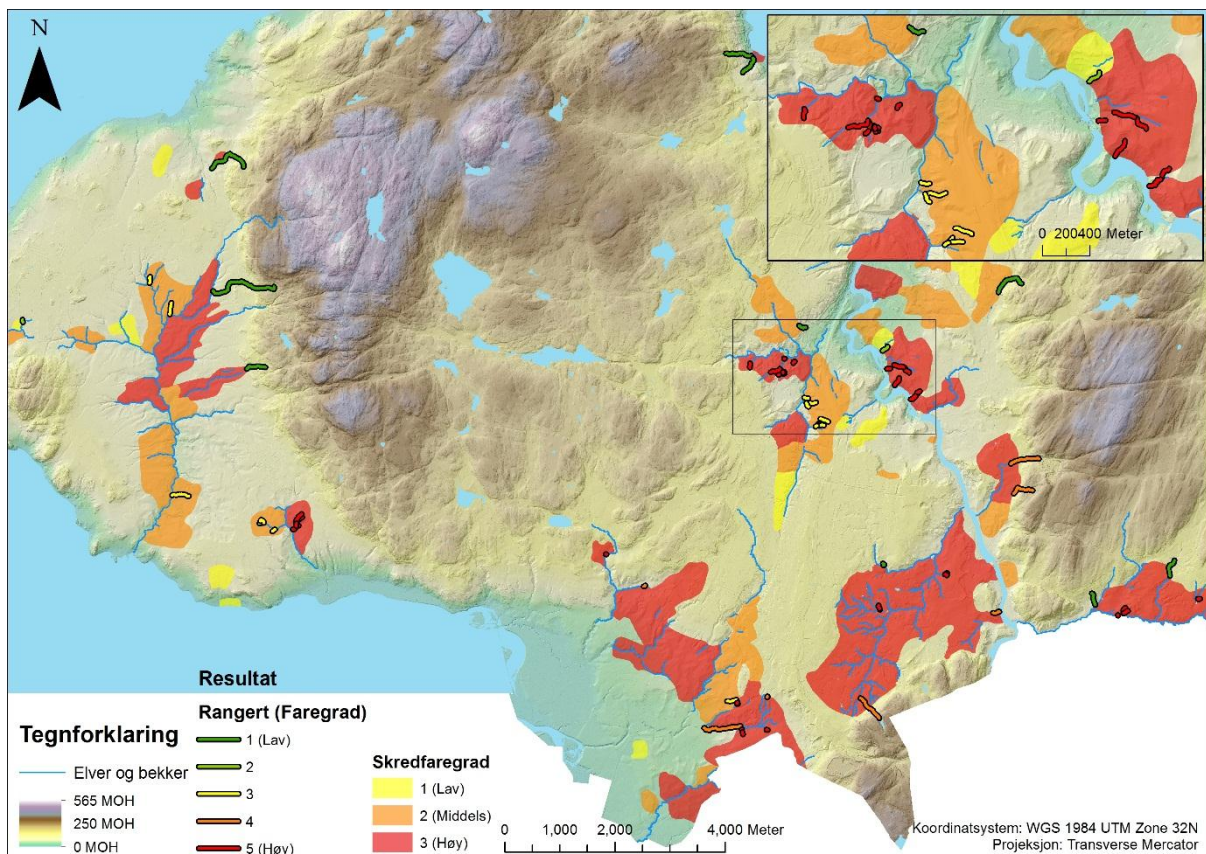 N
0 200400 Meter
Resultat
Rangert (Faregrad)
1 (Lav)
2
3
4
5 (Høy)
Tegnforklaring
Elver og bekker
565 MOH
250 MOH
0 MOH
Skredfaregrad
1 (Lav)
2 (Middels)
3 (Høy)
0 1,000 2,000 4,000 Meter
Koordinatsystem: WGS 1984 UTM Zone 32N
Projeksjon: Transverse Mercator